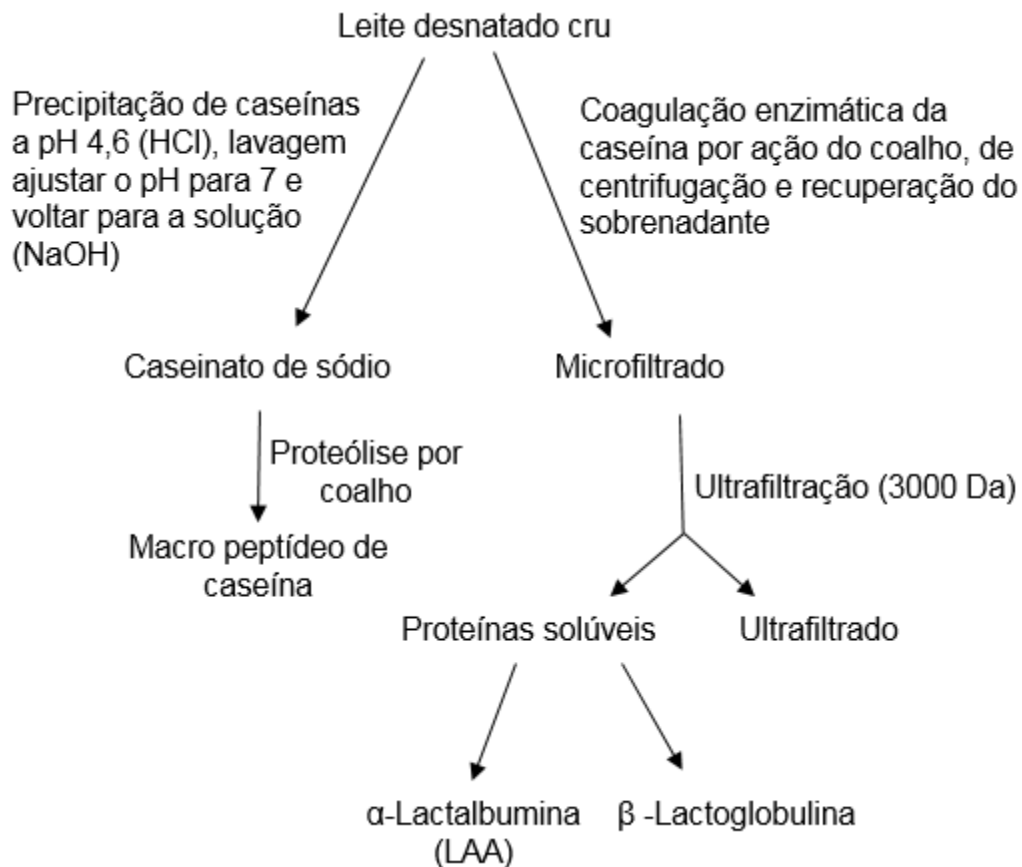 Leite desnatado cru
Precipitação de caseínas
a pH 4,6 (HCl), lavagem
ajustar o pH para 7 e
voltar para a solução
(NaOH)
Coagulação enzimática da
caseína por ação do coalho, de
centrifugação e recuperação do
sobrenadante
Caseinato de sódio
Microfiltrado
Proteólise por
coalho
Ultrafiltração (3000 Da)
Macro peptídeo de
caseína
Proteínas solúveis
Ultrafiltrado
α-Lactalbumina
(LAA)
β -Lactoglobulina